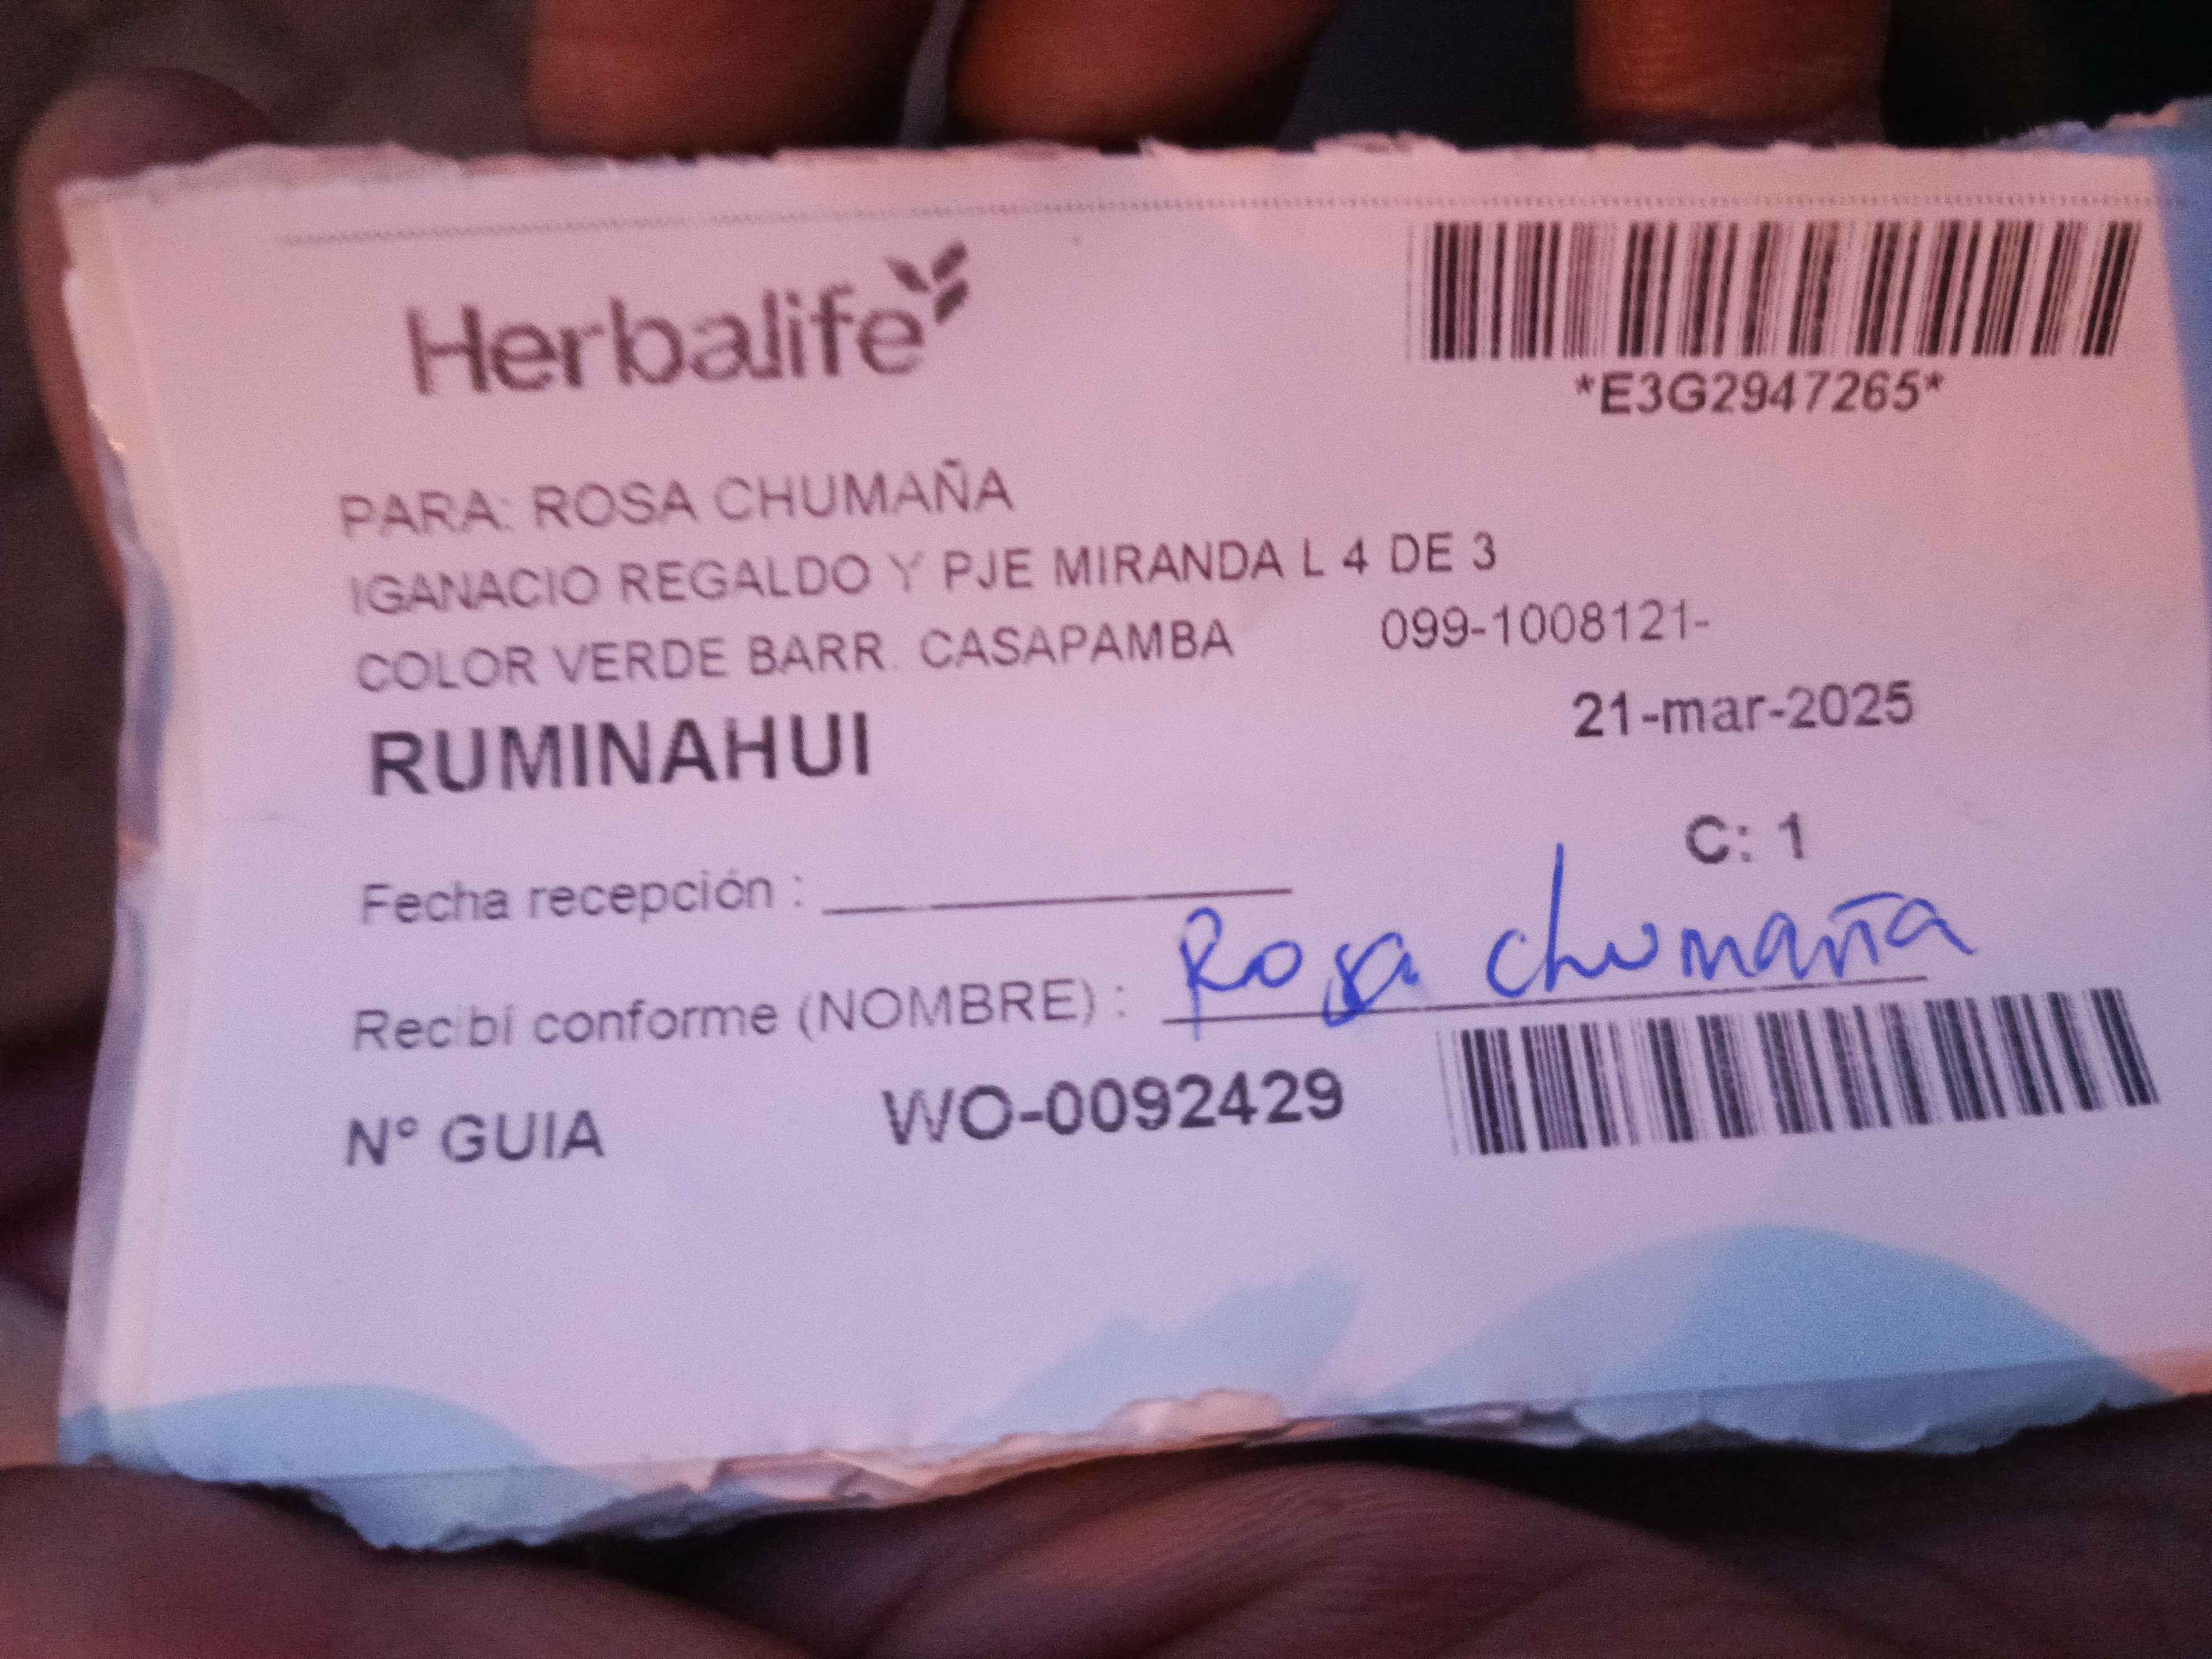 Herbalife
*E3G2947265*
PARA: ROSA CHUMAÑA
IGANACIO REGALDO Y PJE MIRANDA L 4 DE 3
COLOR VERDE BARR. CASAPAMBA 099-1008121-
RUMINAHUI 21-mar-2025
C: 1
Fecha recepción :
Recibí conforme (NOMBRE) : Rosa chumaña
N° GUIA WO-0092429